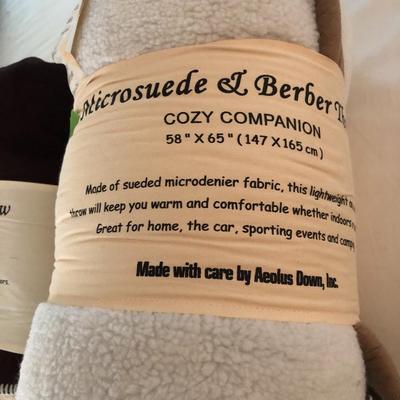 Microsuede & Berber
COZY COMPANION
58" X 65" (147 X 165 cm)
Made of sueded microdenier fabric, this lightweight
throw will keep you warm and comfortable whether indoors
Great for home, the car, sporting events and
Made with care by Aeolus Down, Inc.